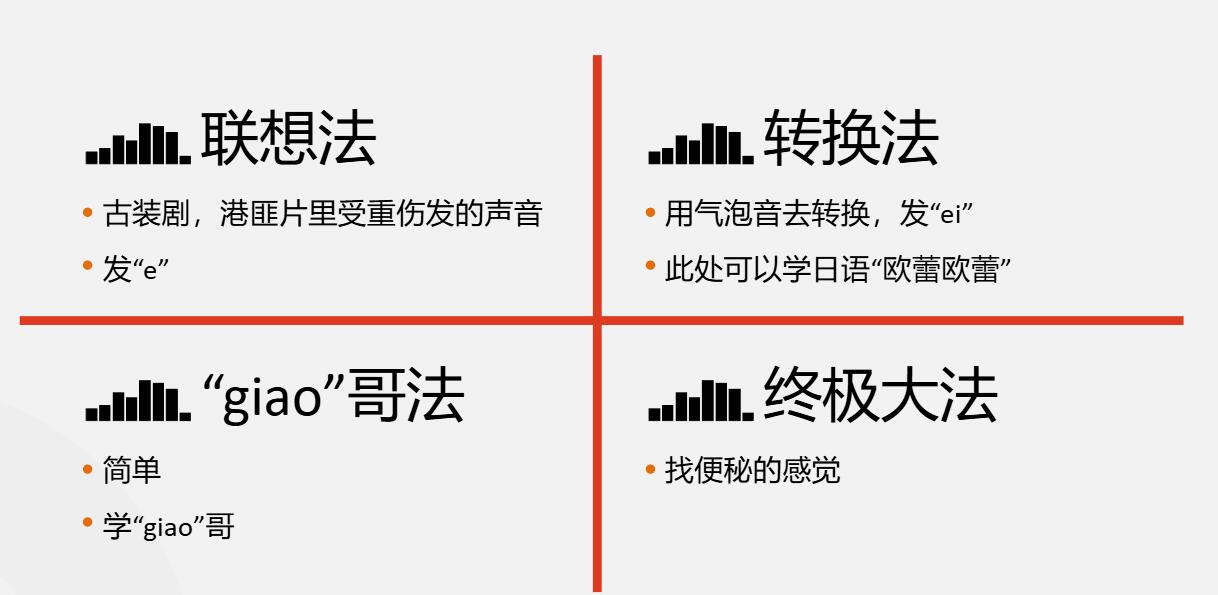 联想法
古装剧，港匪片里受重伤发的声音
发“e”
转换法
用气泡音去转换，发“ei”
此处可以学日语“欧蕾欧蕾”
“giao”哥法
简单
学“giao”哥
终极大法
找便秘的感觉